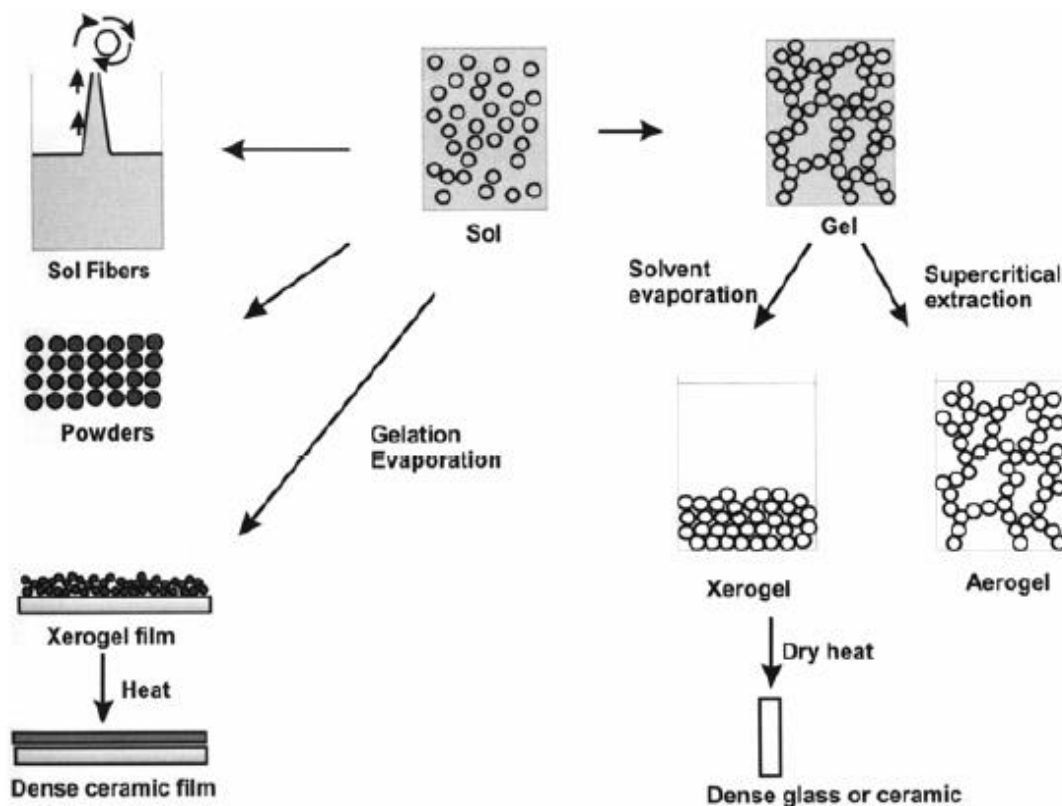 Sol Fibers
Sol
Gel
Solvent
evaporation
Supercritical
extraction
Powders
Gelation
Evaporation
Xerogel
Aerogel
Xerogel film
Dry heat
Heat
Dense ceramic film
Dense glass or ceramic